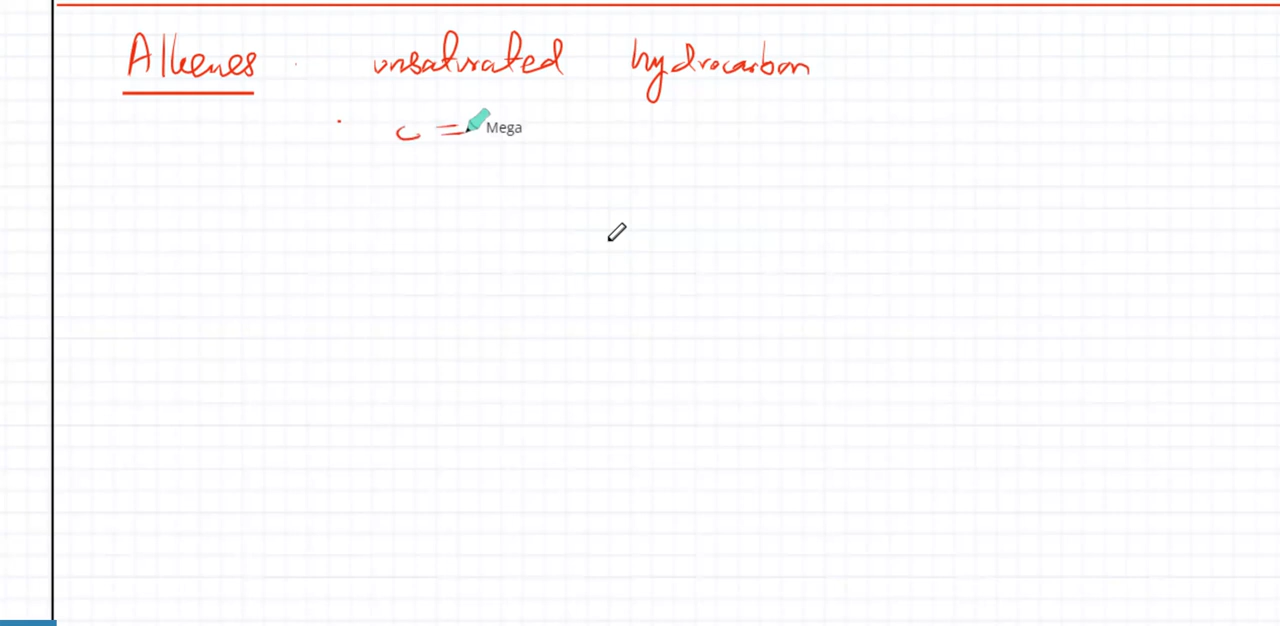 Alkenes unsaturated hydrocarbon
c = Mega